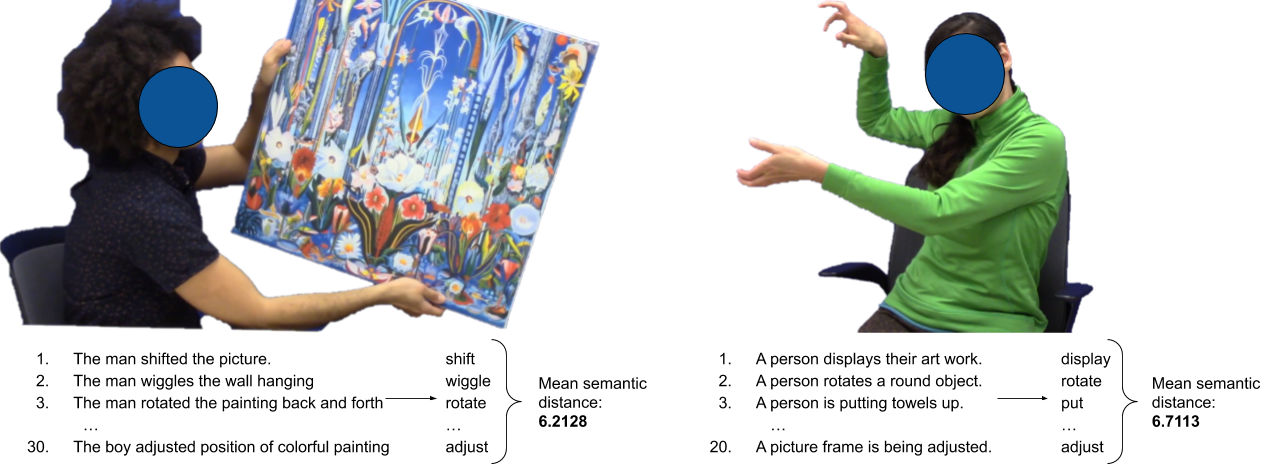 1. The man shifted the picture. shift
2. The man wiggles the wall hanging wiggle
3. The man rotated the painting back and forth rotate
… …
30. The boy adjusted position of colorful painting adjust
Mean semantic
distance:
6.2128
1. A person displays their art work. display
2. A person rotates a round object. rotate
3. A person is putting towels up. put
… …
20. A picture frame is being adjusted. adjust
Mean semantic
distance:
6.7113